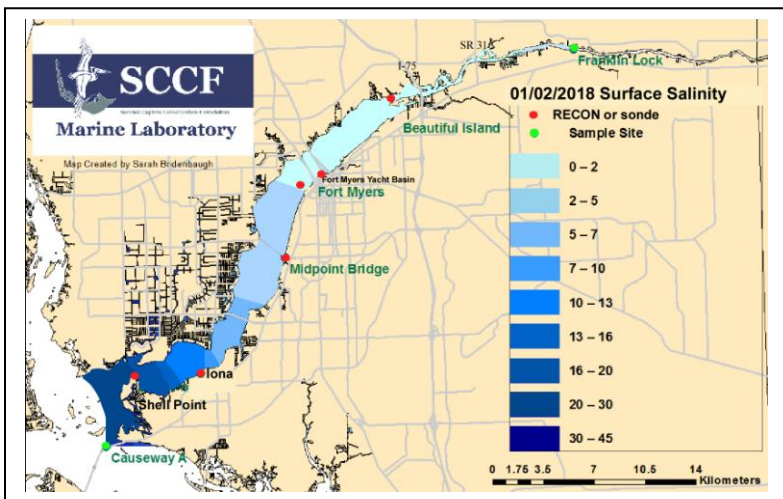 SCCF
Marine Laboratory
Map Created by Sarah Bridenbaugh
I-75
SR 31
Franklin Lock
Beautiful Island
Fort Myers Yacht Basin
Fort Myers
Midpoint Bridge
Iona
Shell Point
Causeway A
01/02/2018 Surface Salinity
RECON or sonde
Sample Site
0 – 2
2 – 5
5 – 7
7 – 10
10 – 13
13 – 16
16 – 20
20 – 30
30 – 45
0 1.75 3.5 7 10.5 14
Kilometers